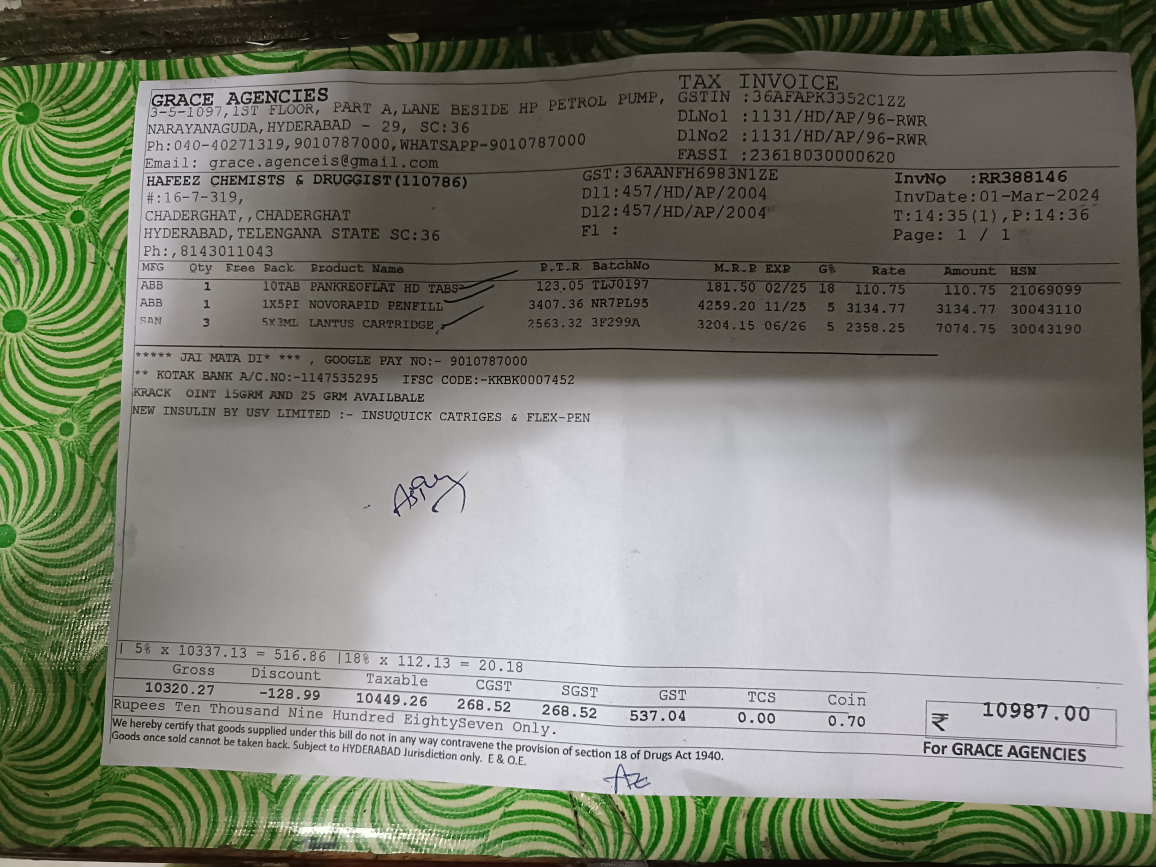 GRACE AGENCIES
3-5-1097,1ST FLOOR, PART A,LANE BESIDE HP PETROL PUMP,
NARAYANAGUDA,HYDERABAD - 29, SC:36
Ph:040-40271319,9010787000,WHATSAPP-9010787000
Email: grace.agenceis@gmail.com
TAX INVOICE
GSTIN :36AFAPK3352C1ZZ
DLNo1 :1131/HD/AP/96-RWR
DlNo2 :1131/HD/AP/96-RWR
FASSI :23618030000620
HAFEEZ CHEMISTS & DRUGGIST(110786)
#:16-7-319,
CHADERGHAT,,CHADERGHAT
HYDERABAD,TELENGANA STATE SC:36
Ph:,8143011043
GST:36AANFH6983N1ZE
Dl1:457/HD/AP/2004
Dl2:457/HD/AP/2004
Fl :
InvNo :RR388146
InvDate:01-Mar-2024
T:14:35(1),P:14:36
Page: 1 / 1
MFG Qty Free Pack Product Name P.T.R BatchNo M.R.P EXP G% Rate Amount HSN
ABB 1 10TAB PANKREOFLAT HD TABS 123.05 TLJ0197 181.50 02/25 18 110.75 110.75 21069099
ABB 1 1X5PI NOVORAPID PENFILL 3407.36 NR7PL95 4259.20 11/25 5 3134.77 3134.77 30043110
SAN 3 5X3ML LANTUS CARTRIDGE 2563.32 3F299A 3204.15 06/26 5 2358.25 7074.75 30043190
***** JAI MATA DI* *** , GOOGLE PAY NO:- 9010787000
** KOTAK BANK A/C.NO:-1147535295 IFSC CODE:-KKBK0007452
KRACK OINT 15GRM AND 25 GRM AVAILBALE
NEW INSULIN BY USV LIMITED :- INSUQUICK CATRIGES & FLEX-PEN
| 5% x 10337.13 = 516.86 |18% x 112.13 = 20.18
Gross Discount Taxable CGST SGST GST TCS Coin
10320.27 -128.99 10449.26 268.52 268.52 537.04 0.00 0.70
₹ 10987.00
Rupees Ten Thousand Nine Hundred EightySeven Only.
We hereby certify that goods supplied under this bill do not in any way contravene the provision of section 18 of Drugs Act 1940.
Goods once sold cannot be taken back. Subject to HYDERABAD Jurisdiction only. E & O.E.
For GRACE AGENCIES